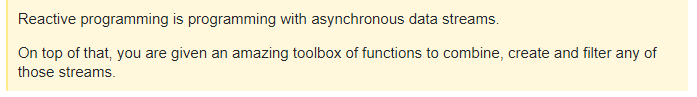 Reactive programming is programming with asynchronous data streams.
On top of that, you are given an amazing toolbox of functions to combine, create and filter any of
those streams.